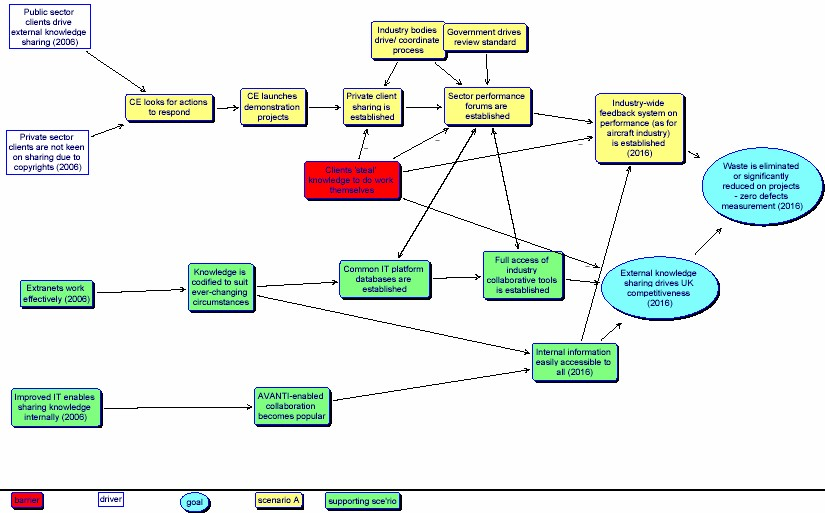 Public sector
clients drive
external knowledge
sharing (2006)
Industry bodies
drive/ coordinate
process
Government drives
review standard
CE looks for actions
to respond
CE launches
demonstration
projects
Private client
sharing is
established
Sector performance
forums are
established
Industry-wide
feedback system on
performance (as for
aircraft industry)
is established
(2016)
Private sector
clients are not keen
on sharing due to
copyrights (2006)
Clients 'steal'
knowledge to do work
themselves
Waste is eliminated
or significantly
reduced on projects
- zero defects
measurement (2016)
Extranets work
effectively (2006)
Knowledge is
codified to suit
ever-changing
circumstances
Common IT platform
databases are
established
Full access of
industry
collaborative tools
is established
External knowledge
sharing drives UK
competitiveness
(2016)
Internal information
easily accessible to
all (2016)
Improved IT enables
sharing knowledge
internally (2006)
AVANTI-enabled
collaboration
becomes popular
barrier
driver
goal
scenario A
supporting sce'rio